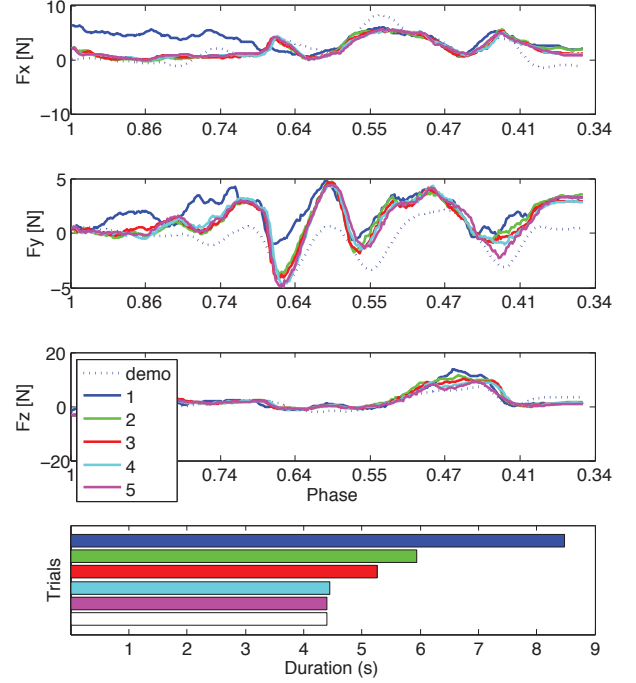 10
0
−10
Fx [N]
1 0.86 0.74 0.64 0.55 0.47 0.41 0.34
5
0
−5
Fy [N]
1 0.86 0.74 0.64 0.55 0.47 0.41 0.34
20
0
−20
Fz [N]
demo
1
2
3
4
5
1 0.74 0.64 0.55 0.47 0.41 0.34
Phase
Trials
1 2 3 4 5 6 7 8 9
Duration (s)